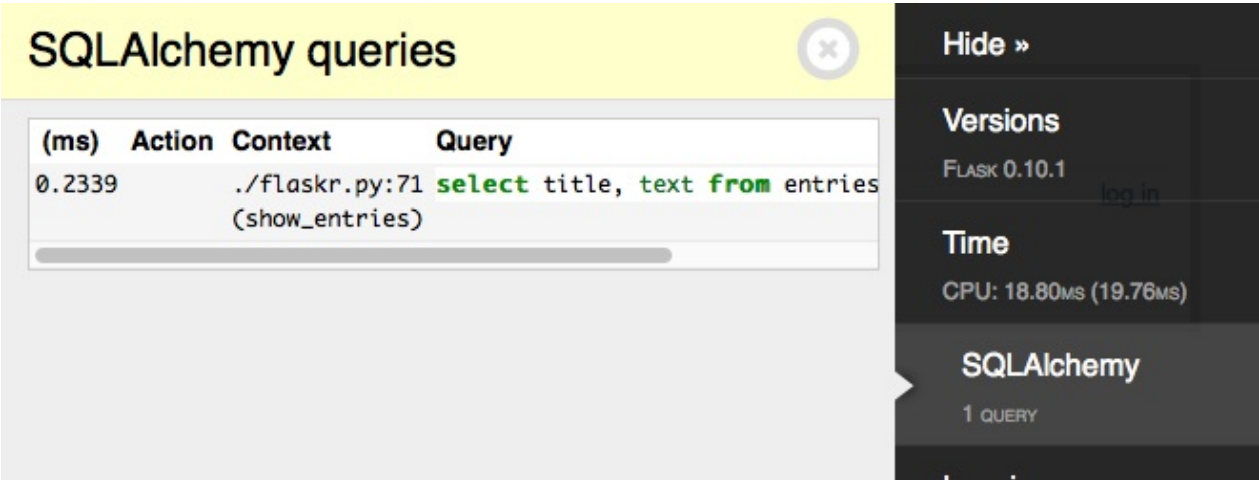 SQLAlchemy queries
(ms) Action Context Query
0.2339 ./flaskr.py:71 select title, text from entries
(show_entries)
Hide »
Versions
FLASK 0.10.1
log in
Time
CPU: 18.80MS (19.76MS)
SQLAlchemy
1 QUERY